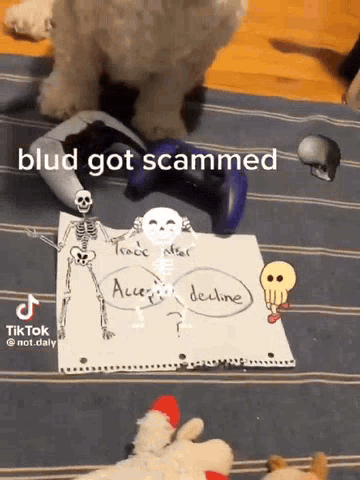 blud got scammed
Trade offer
Accept
decline
?
TikTok
@not.daly